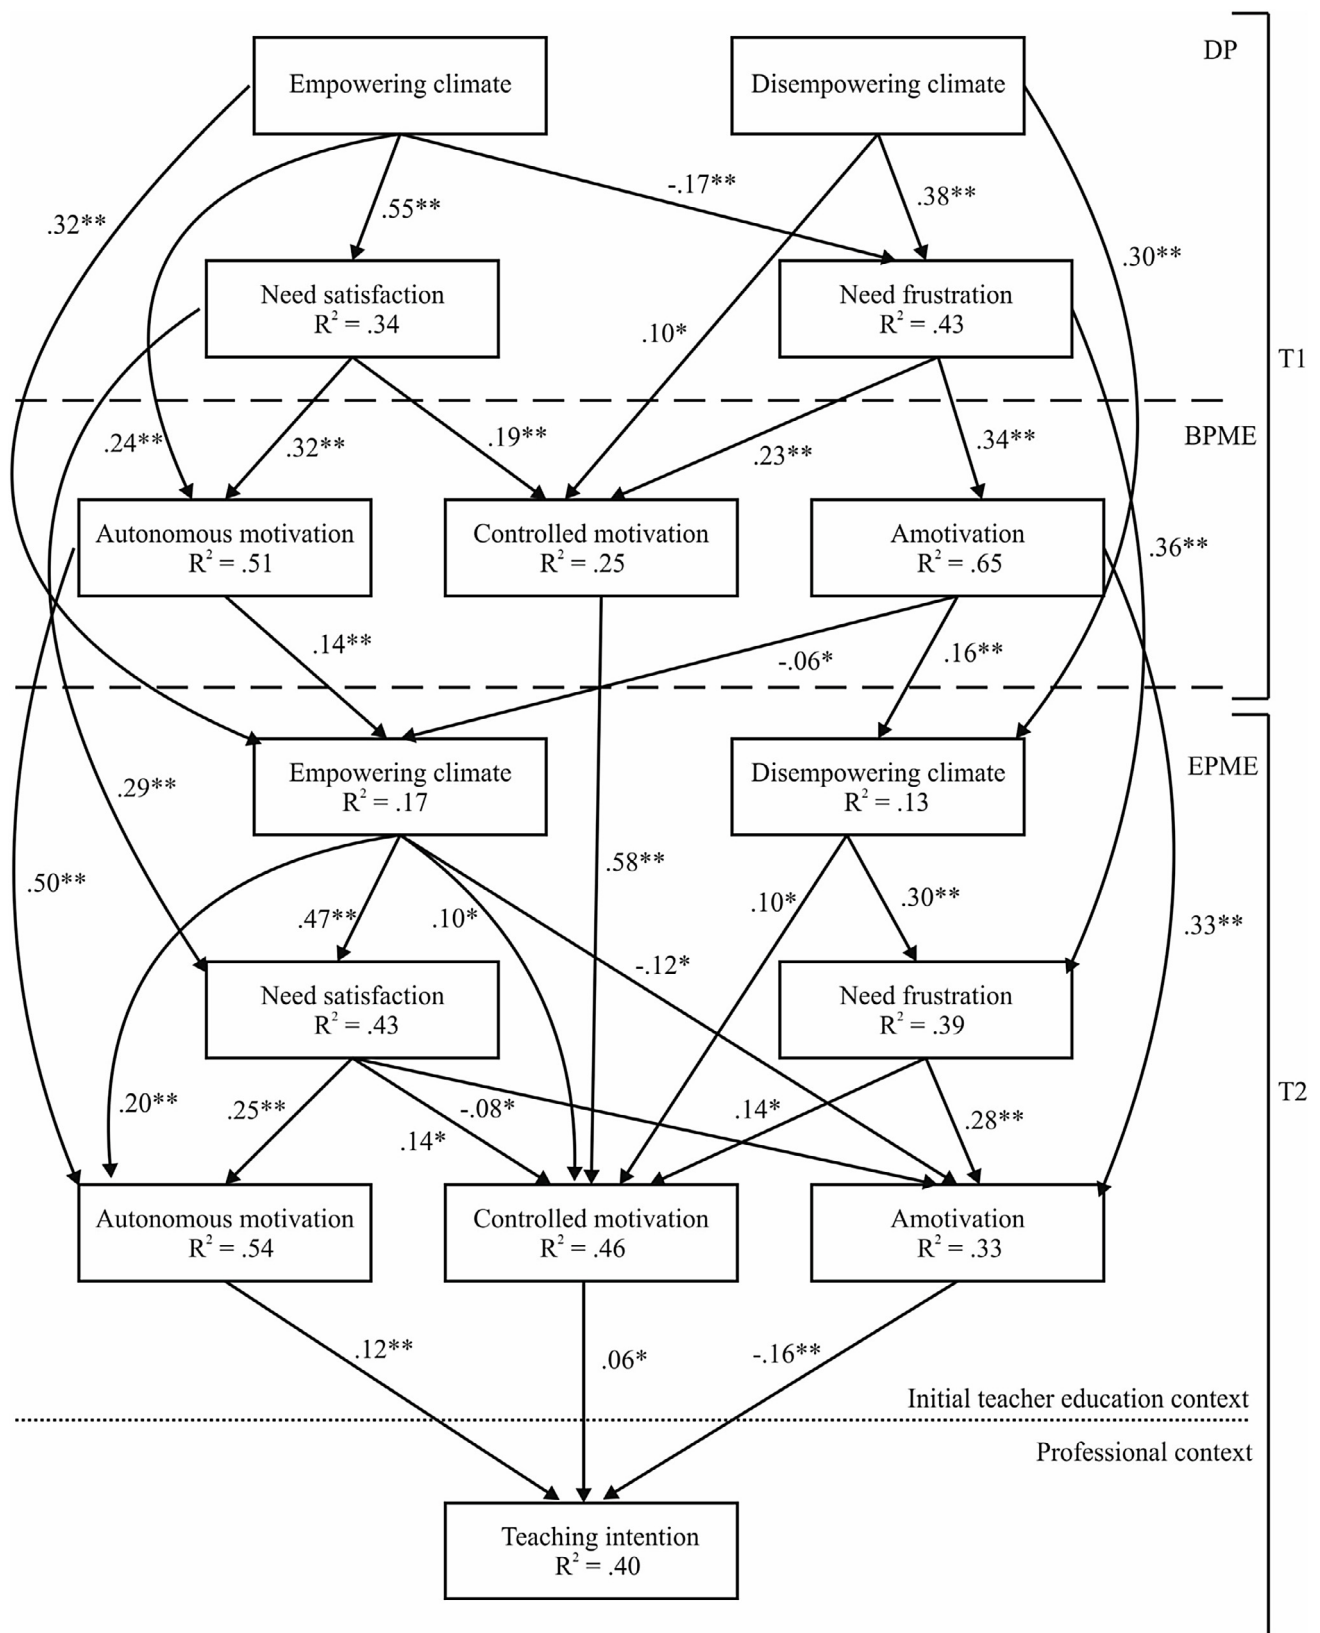 DP
Empowering climate
Disempowering climate
-.17**
.38**
.55**
.32**
.30**
Need satisfaction
R² = .34
Need frustration
R² = .43
.10*
T1
BPME
.24**
.32**
.19**
.23**
.34**
Autonomous motivation
R² = .51
Controlled motivation
R² = .25
Amotivation
R² = .65
.36**
.14**
-.06*
.16**
EPME
Empowering climate
R² = .17
Disempowering climate
R² = .13
.29**
.50**
.58**
.47**
.10*
.10*
.30**
.33**
-.12*
Need satisfaction
R² = .43
Need frustration
R² = .39
T2
.20**
.25**
-.08*
.14*
.14*
.28**
Autonomous motivation
R² = .54
Controlled motivation
R² = .46
Amotivation
R² = .33
.12**
.06*
-.16**
Initial teacher education context
Professional context
Teaching intention
R² = .40